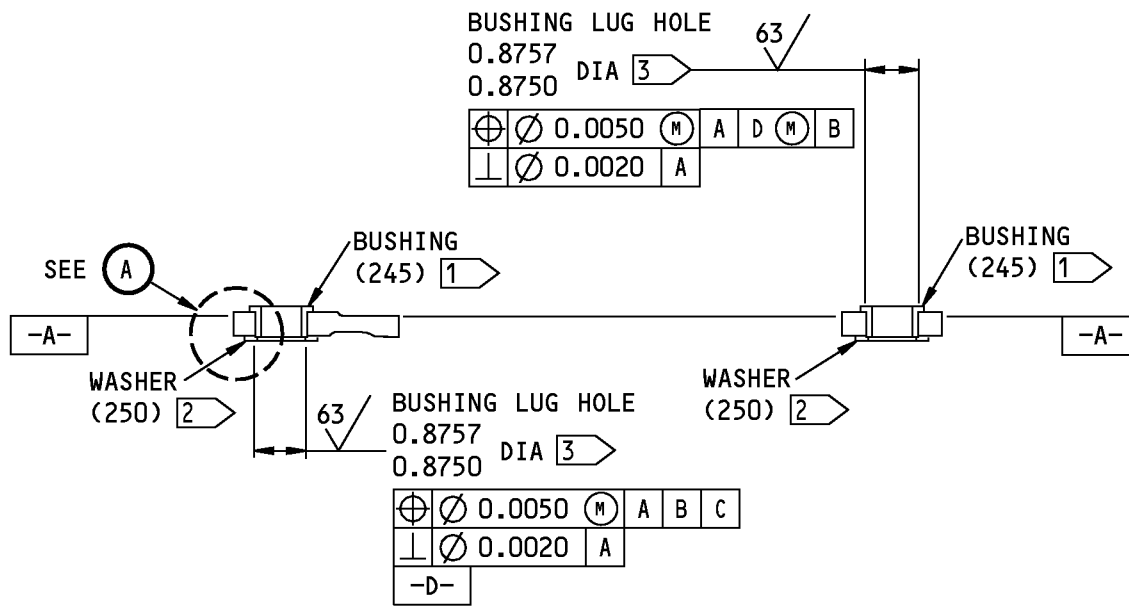 BUSHING LUG HOLE
0.8757
0.8750
DIA 3
63
⌖ ⌀ 0.0050 Ⓜ A D Ⓜ B
⟂ ⌀ 0.0020 A
SEE A
BUSHING
(245) 1
BUSHING
(245) 1
-A-
-A-
WASHER
(250) 2
WASHER
(250) 2
63
BUSHING LUG HOLE
0.8757
0.8750
DIA 3
⌖ ⌀ 0.0050 Ⓜ A B C
⟂ ⌀ 0.0020 A
-D-